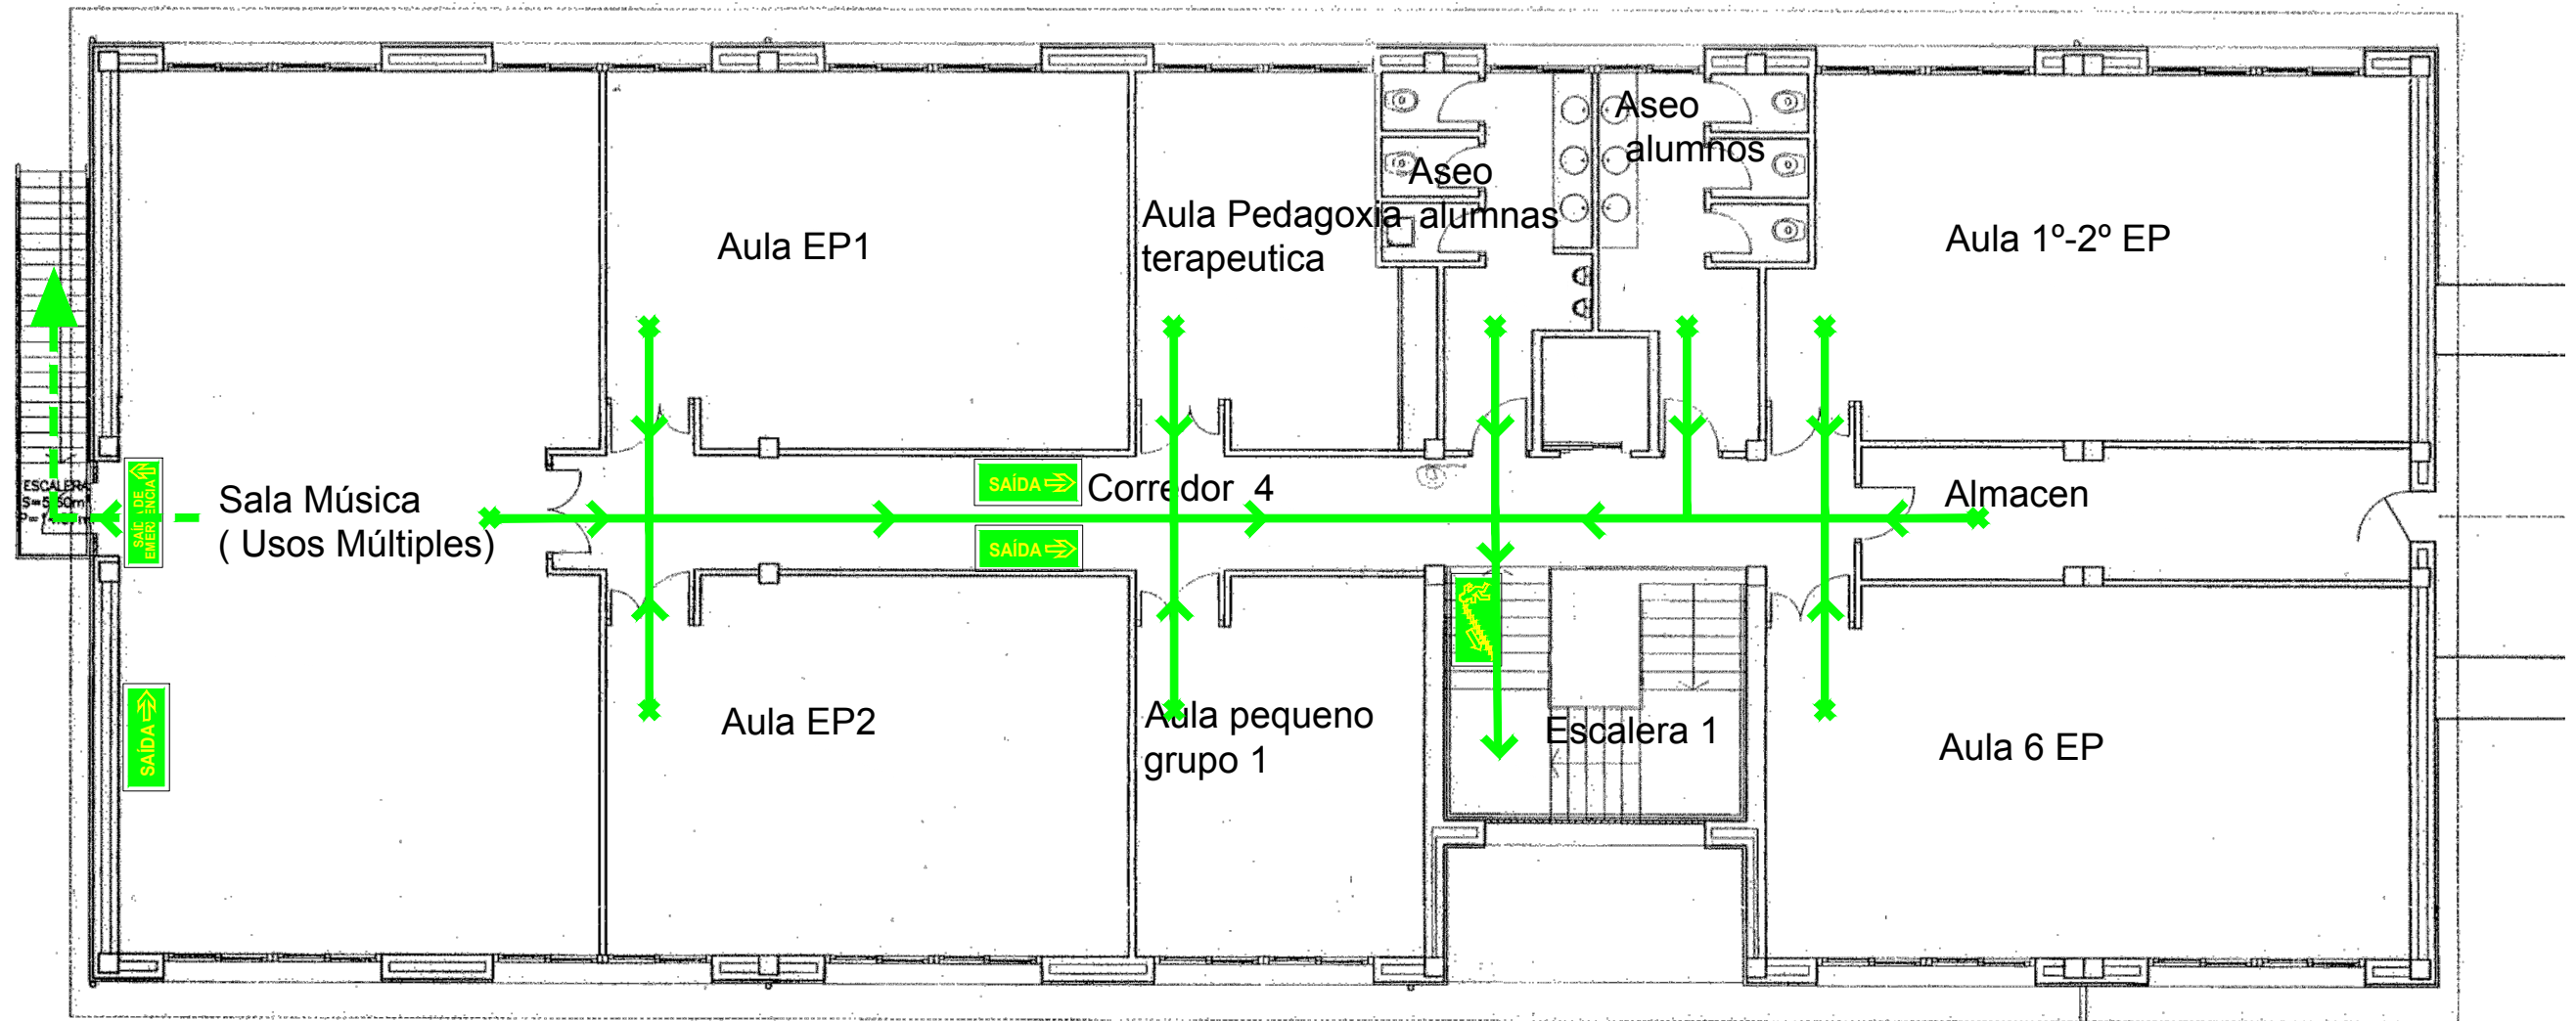 Aula EP1
Aula Pedagoxia
terapeutica
Aseo
alumnas
Aseo
alumnos
Aula 1º-2º EP
ESCALERA
SAÍDA DE
EMERXENCIA
Sala Música
( Usos Múltiples)
SAÍDA
Corredor 4
SAÍDA
Almacen
SAÍDA
Aula EP2
Aula pequeno
grupo 1
Escalera 1
Aula 6 EP